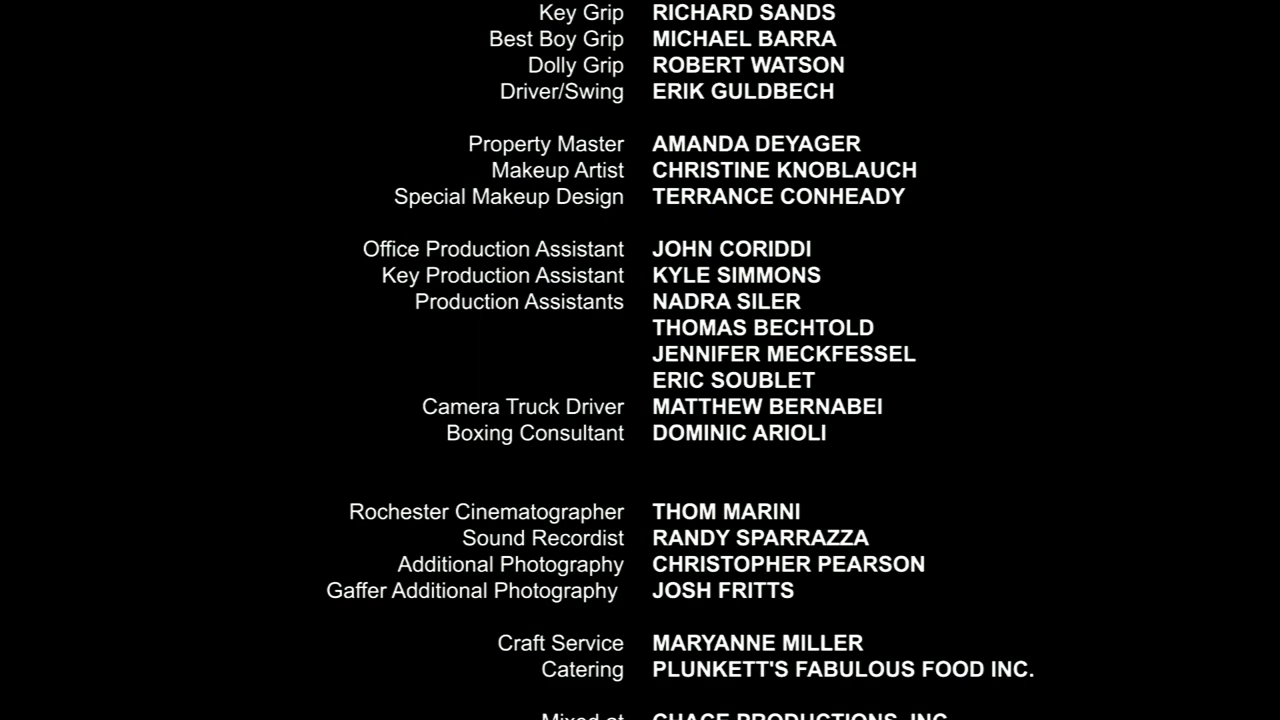 Key Grip RICHARD SANDS
Best Boy Grip MICHAEL BARRA
Dolly Grip ROBERT WATSON
Driver/Swing ERIK GULDBECH
Property Master AMANDA DEYAGER
Makeup Artist CHRISTINE KNOBLAUCH
Special Makeup Design TERRANCE CONHEADY
Office Production Assistant JOHN CORIDDI
Key Production Assistant KYLE SIMMONS
Production Assistants NADRA SILER
THOMAS BECHTOLD
JENNIFER MECKFESSEL
ERIC SOUBLET
Camera Truck Driver MATTHEW BERNABEI
Boxing Consultant DOMINIC ARIOLI
Rochester Cinematographer THOM MARINI
Sound Recordist RANDY SPARRAZZA
Additional Photography CHRISTOPHER PEARSON
Gaffer Additional Photography JOSH FRITTS
Craft Service MARYANNE MILLER
Catering PLUNKETT'S FABULOUS FOOD INC.
Mixed at CHACE PRODUCTIONS, INC.